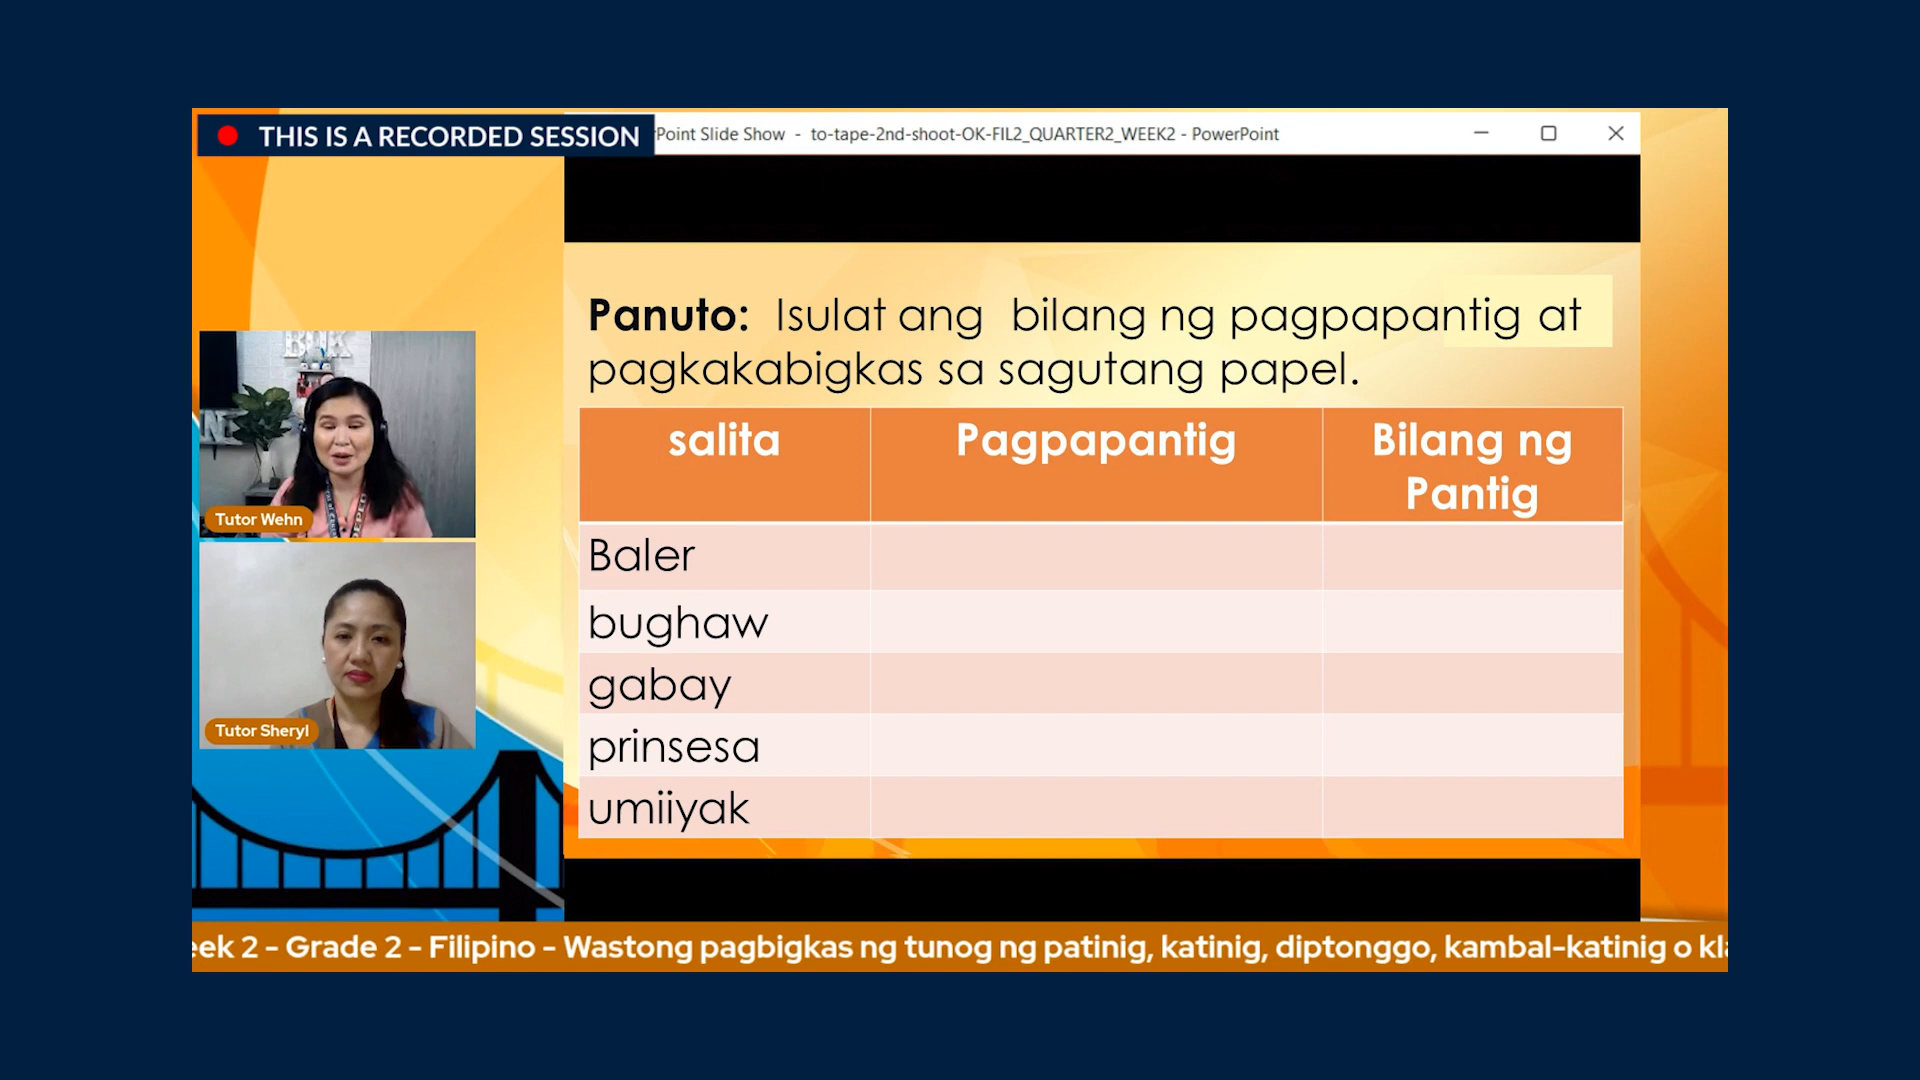 THIS IS A RECORDED SESSION
Point Slide Show - to-tape-2nd-shoot-OK-FIL2_QUARTER2_WEEK2 - PowerPoint
Panuto: Isulat ang bilang ng pagpapantig at
pagkakabigkas sa sagutang papel.
salita Pagpapantig Bilang ng
Pantig
Baler
bughaw
gabay
prinsesa
umiiyak
Tutor Wehn
Tutor Sheryl
2 - Grade 2 - Filipino - Wastong pagbigkas ng tunog ng patinig, katinig, diptonggo, kambal-katinig o